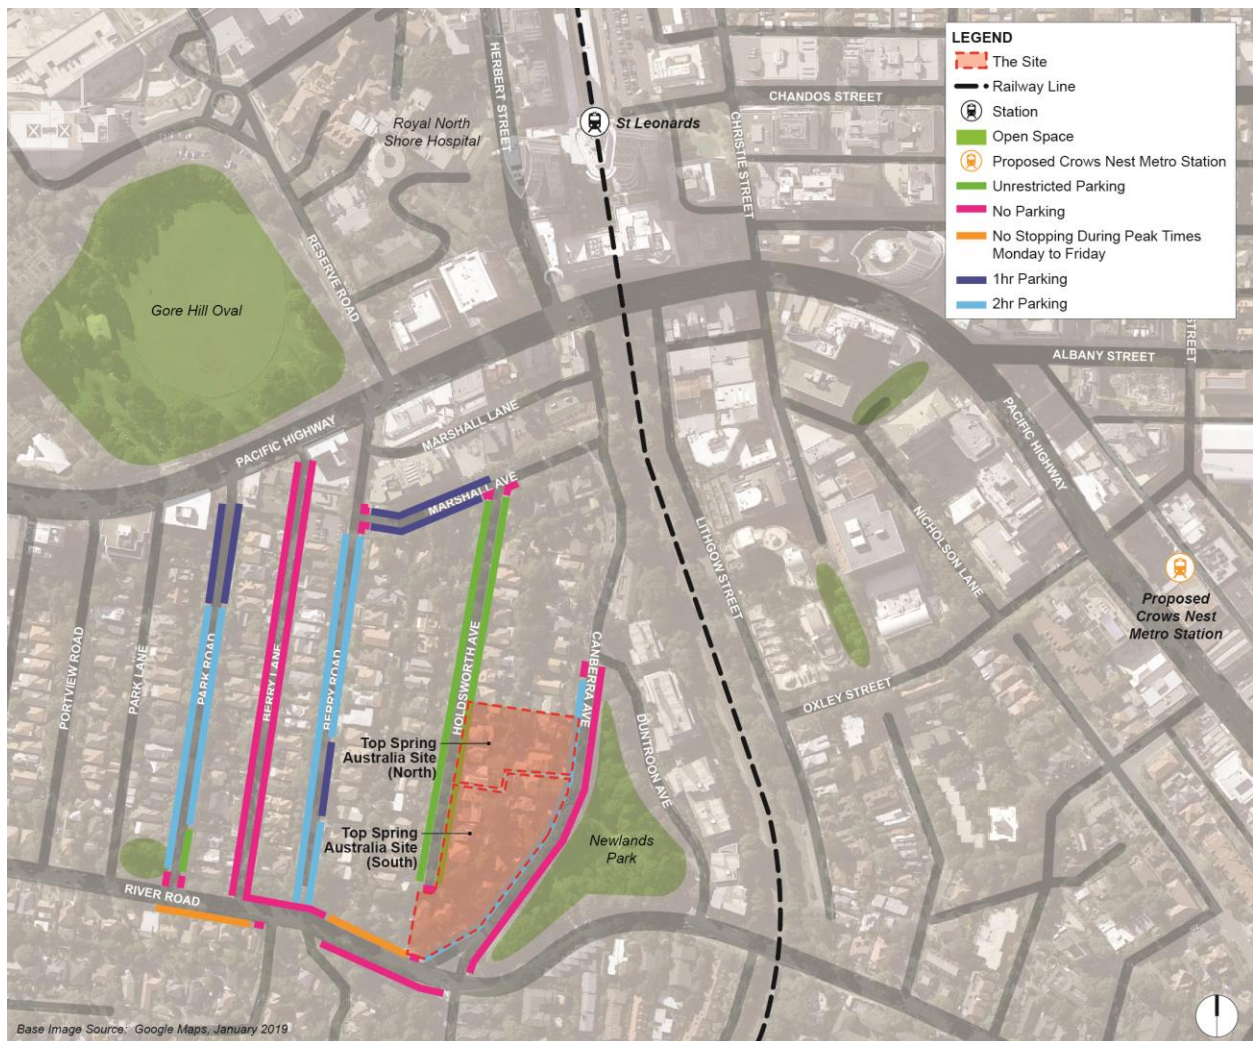 LEGEND
The Site
Railway Line
Station
Open Space
Proposed Crows Nest Metro Station
Unrestricted Parking
No Parking
No Stopping During Peak Times
Monday to Friday
1hr Parking
2hr Parking
HERBERT STREET
CHANDOS STREET
Royal North
Shore Hospital
St Leonards
CHRISTIE STREET
RESERVE ROAD
Gore Hill Oval
STREET
ALBANY STREET
PACIFIC HIGHWAY
MARSHALL LANE
PACIFIC HIGHWAY
MARSHALL AVE
LITHGOW STREET
NICHOLSON LANE
Proposed
Crows Nest
Metro Station
PORTVIEW ROAD
PARK LANE
PARK ROAD
BERRY LANE
BERRY ROAD
HOLDSWORTH AVE
CANBERRA AVE
DUNTROON AVE
OXLEY STREET
Top Spring
Australia Site
(North)
Top Spring
Australia Site
(South)
Newlands
Park
RIVER ROAD
Base Image Source: Google Maps, January 2019